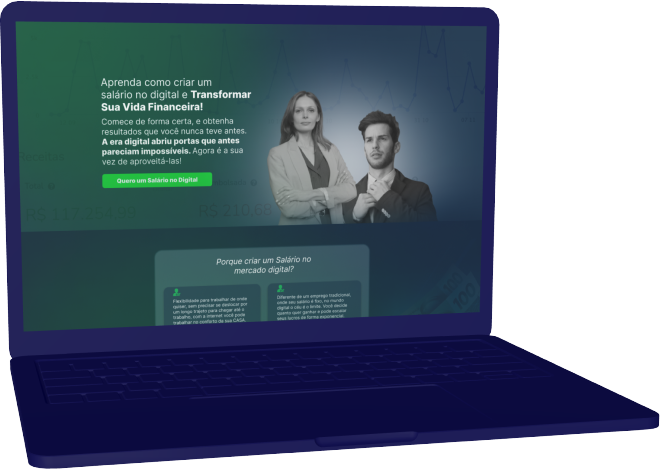 Aprenda como criar um
salário no digital e Transformar
Sua Vida Financeira!
Comece de forma certa, e obtenha
resultados que você nunca teve antes.
A era digital abriu portas que antes
pareciam impossíveis. Agora é a sua
vez de aproveitá-las!
Quero um Salário no Digital
R$ 210,68
Porque criar um Salário no
mercado digital?
Flexibilidade para trabalhar de onde
quiser, sem precisar se deslocar por
um longo trajeto para chegar até o
trabalho, com a internet você pode
trabalhar no conforto da sua CASA.
Diferente de um emprego tradicional,
onde seu salário é fixo, no mundo
digital o céu é o limite. Você decide
quanto quer ganhar e pode escalar
seus lucros de forma exponencial.
100